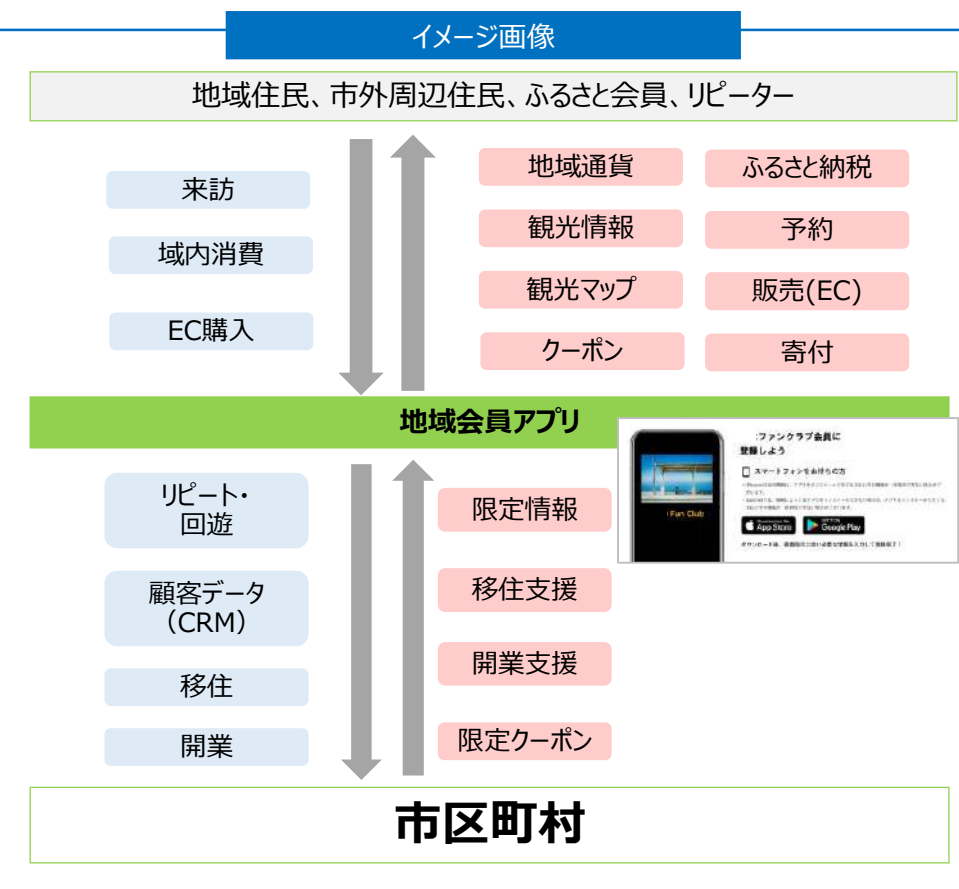 イメージ画像
地域住民、市外周辺住民、ふるさと会員、リピーター
来訪
域内消費
EC購入
地域通貨
ふるさと納税
観光情報
予約
観光マップ
販売(EC)
クーポン
寄付
地域会員アプリ
:ファンクラブ会員に
登録しよう
スマートフォンをお持ちの方
Fan Club
App Store
Google Play
リピート・
回遊
顧客データ
(CRM)
移住
開業
限定情報
移住支援
開業支援
限定クーポン
市区町村